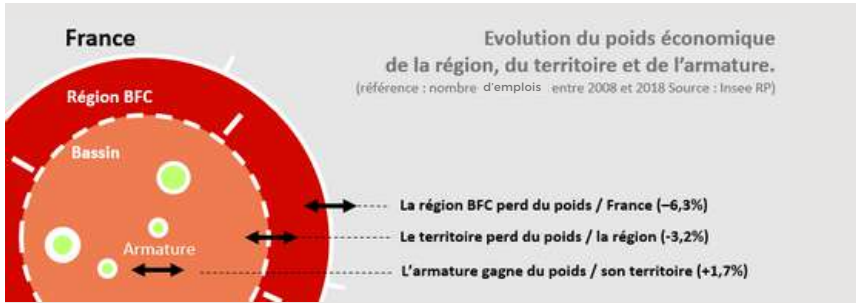 France
Evolution du poids économique
de la région, du territoire et de l'armature.
(référence : nombre d'emplois entre 2008 et 2018 Source : Insee RP)
Région BFC
Bassin
Armature
La région BFC perd du poids / France (–6,3%)
Le territoire perd du poids / la région (-3,2%)
L'armature gagne du poids / son territoire (+1,7%)